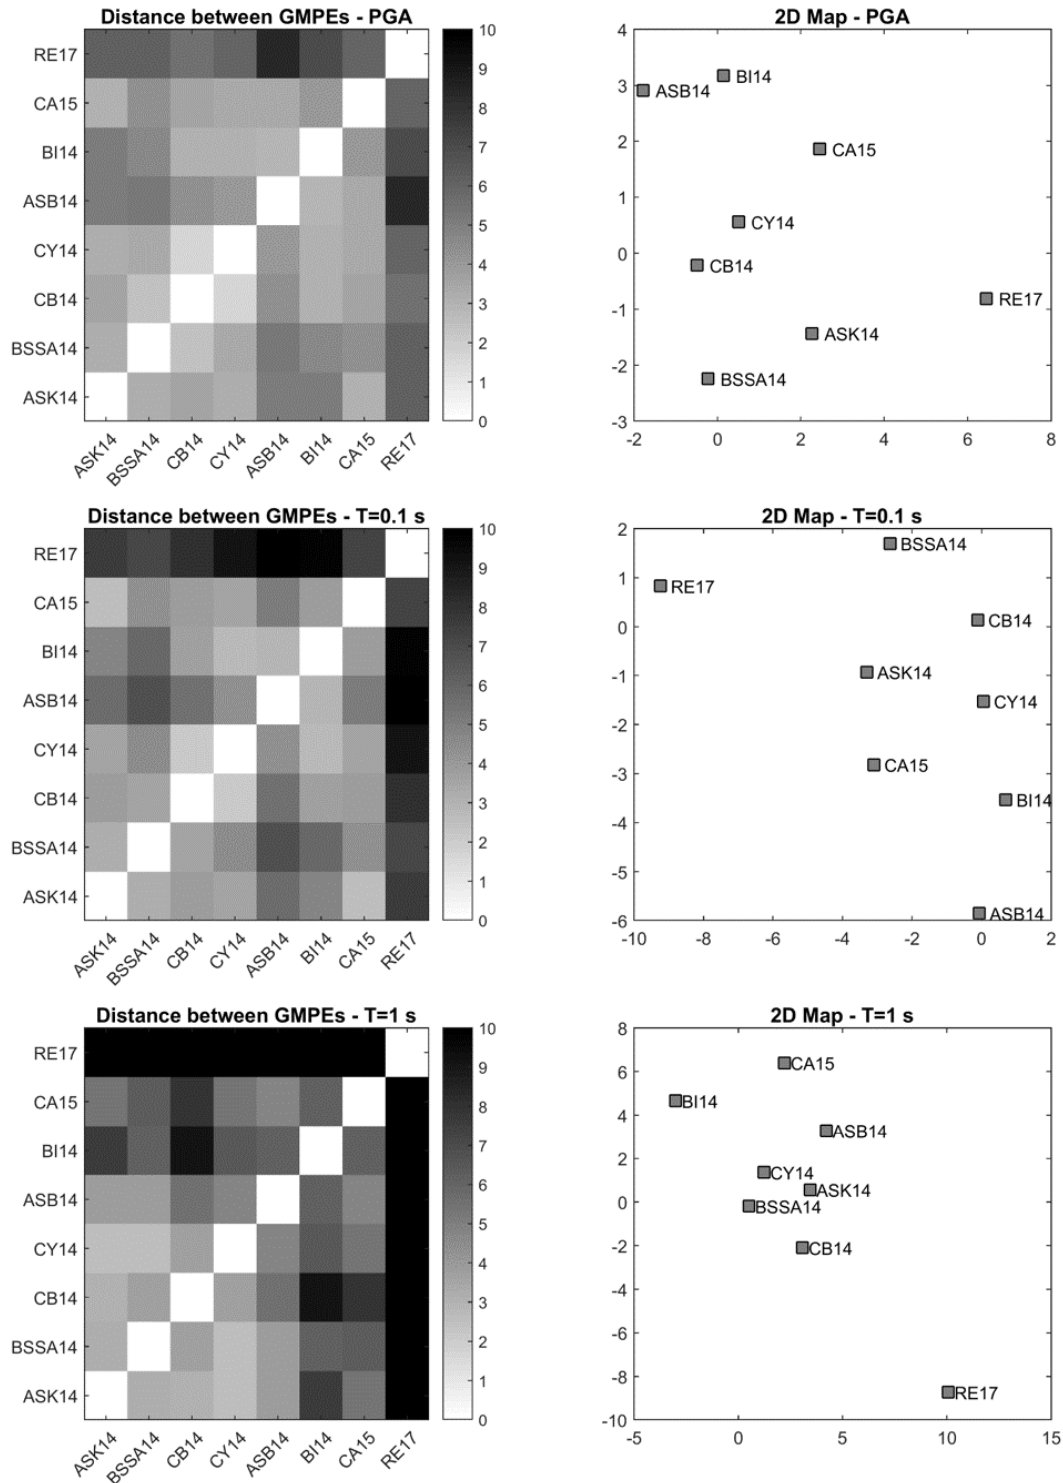 Distance between GMPEs - PGA
RE17
CA15
BI14
ASB14
CY14
CB14
BSSA14
ASK14
ASK14 BSSA14 CB14 CY14 ASB14 BI14 CA15 RE17
10
9
8
7
6
5
4
3
2
1
0
2D Map - PGA
4
3
2
1
0
-1
-2
-3
-2 0 2 4 6 8
BI14
ASB14
CA15
CY14
CB14
RE17
ASK14
BSSA14
Distance between GMPEs - T=0.1 s
RE17
CA15
BI14
ASB14
CY14
CB14
BSSA14
ASK14
ASK14 BSSA14 CB14 CY14 ASB14 BI14 CA15 RE17
10
9
8
7
6
5
4
3
2
1
0
2D Map - T=0.1 s
2
1
0
-1
-2
-3
-4
-5
-6
-10 -8 -6 -4 -2 0 2
BSSA14
RE17
CB14
ASK14
CY14
CA15
BI14
ASB14
Distance between GMPEs - T=1 s
RE17
CA15
BI14
ASB14
CY14
CB14
BSSA14
ASK14
ASK14 BSSA14 CB14 CY14 ASB14 BI14 CA15 RE17
10
9
8
7
6
5
4
3
2
1
0
2D Map - T=1 s
8
6
4
2
0
-2
-4
-6
-8
-10
-5 0 5 10 15
CA15
BI14
ASB14
CY14
ASK14
BSSA14
CB14
RE17